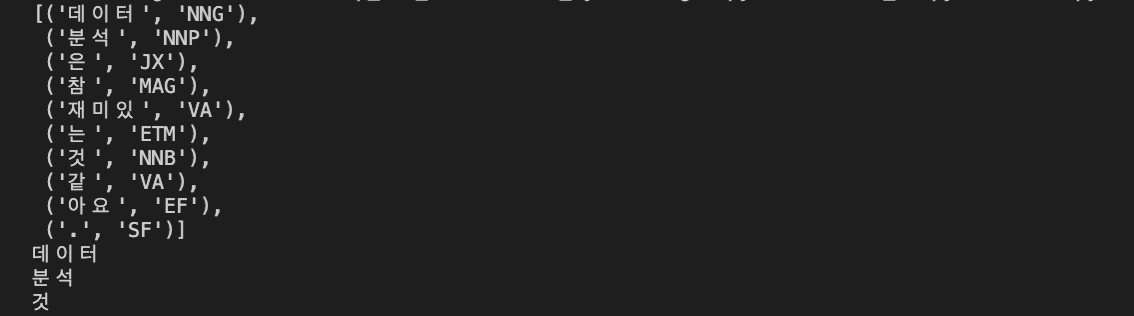 [('데이터', 'NNG'),
('분석', 'NNP'),
('은', 'JX'),
('참', 'MAG'),
('재미있', 'VA'),
('는', 'ETM'),
('것', 'NNB'),
('같', 'VA'),
('아요', 'EF'),
('.', 'SF')]
데이터
분석
것